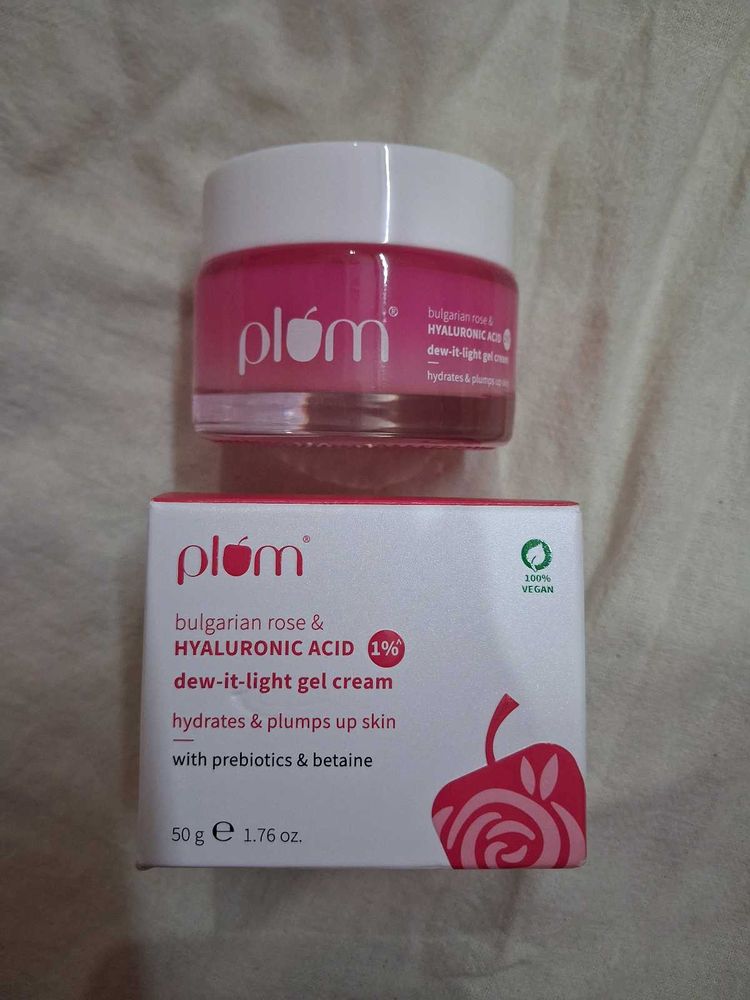 plum®
bulgarian rose &
HYALURONIC ACID
dew-it-light gel cream
hydrates & plumps up skin
plum®
100%
VEGAN
bulgarian rose &
HYALURONIC ACID 1%^
dew-it-light gel cream
hydrates & plumps up skin
with prebiotics & betaine
50 g ℮ 1.76 oz.